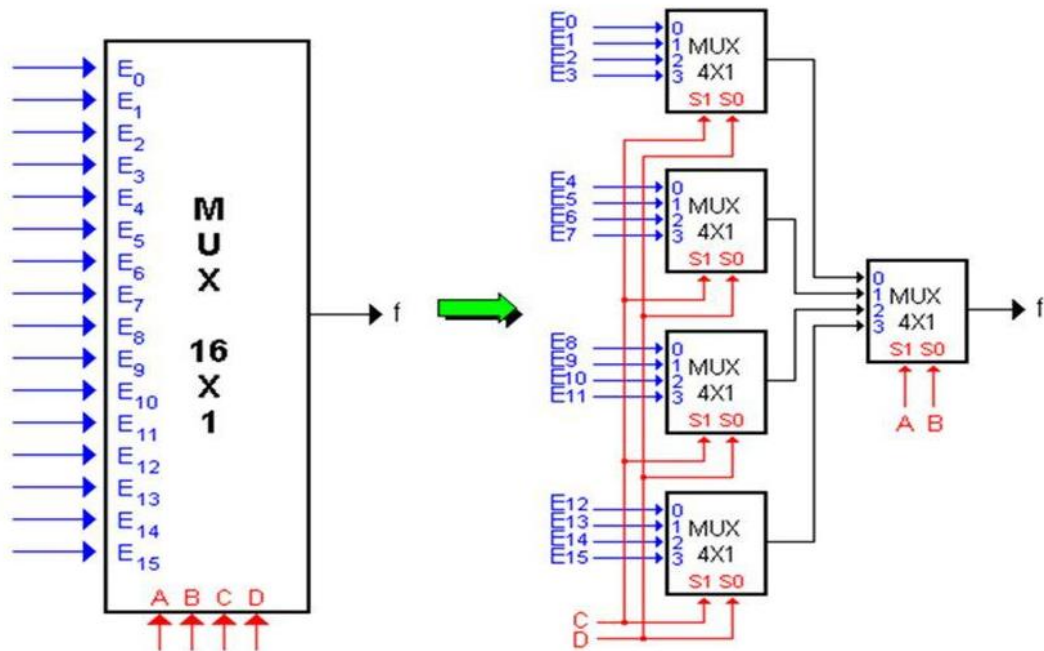 E0
E1
E2
E3
E4
E5
E6
E7
E8
E9
E10
E11
E12
E13
E14
E15
M
U
X
16
X
1
A B C D
f
E0 0
E1 1
E2 2
E3 3
MUX
4X1
S1 S0
E4 0
E5 1
E6 2
E7 3
MUX
4X1
S1 S0
E8 0
E9 1
E10 2
E11 3
MUX
4X1
S1 S0
E12 0
E13 1
E14 2
E15 3
MUX
4X1
S1 S0
C
D
0
1
2
3
MUX
4X1
S1 S0
A B
f